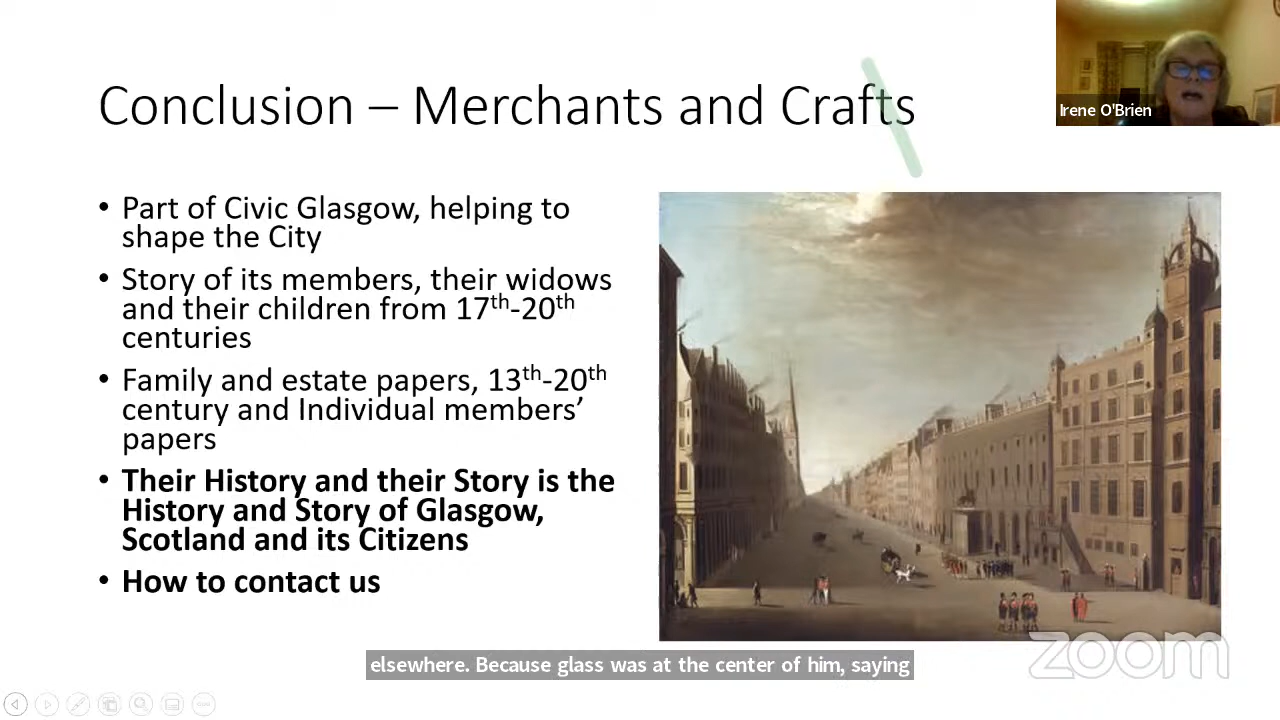 Conclusion – Merchants and Crafts
Irene O'Brien
• Part of Civic Glasgow, helping to
shape the City
• Story of its members, their widows
and their children from 17th-20th
centuries
• Family and estate papers, 13th-20th
century and Individual members’
papers
• Their History and their Story is the
History and Story of Glasgow,
Scotland and its Citizens
• How to contact us
elsewhere. Because glass was at the center of him, saying
zoom